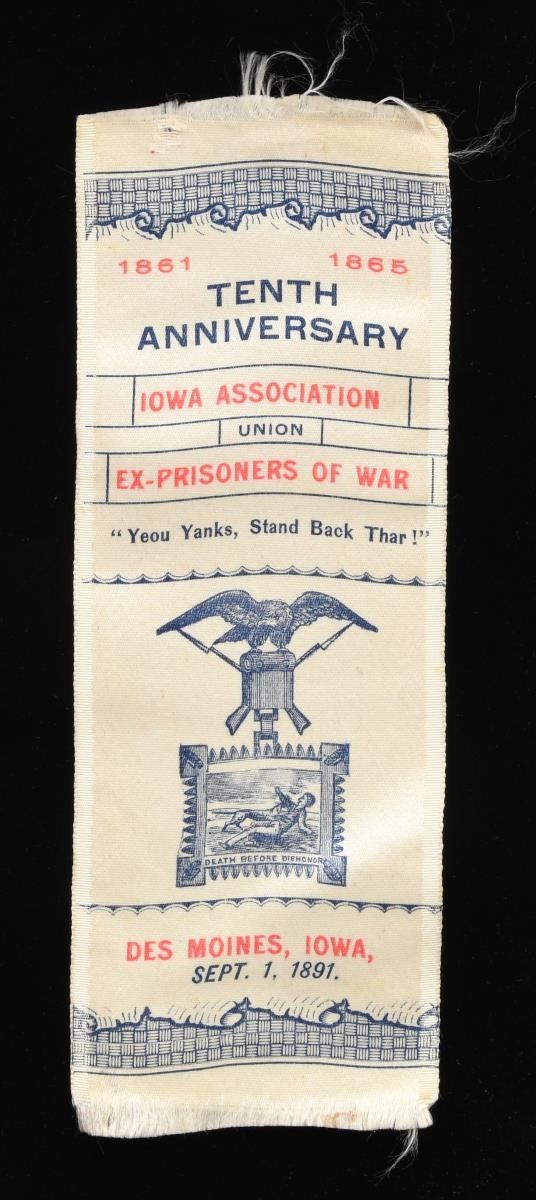 1861 1865
TENTH
ANNIVERSARY
IOWA ASSOCIATION
UNION
EX-PRISONERS OF WAR
"Yeou Yanks, Stand Back Thar!"
DEATH BEFORE DISHONOR
DES MOINES, IOWA,
SEPT. 1, 1891.